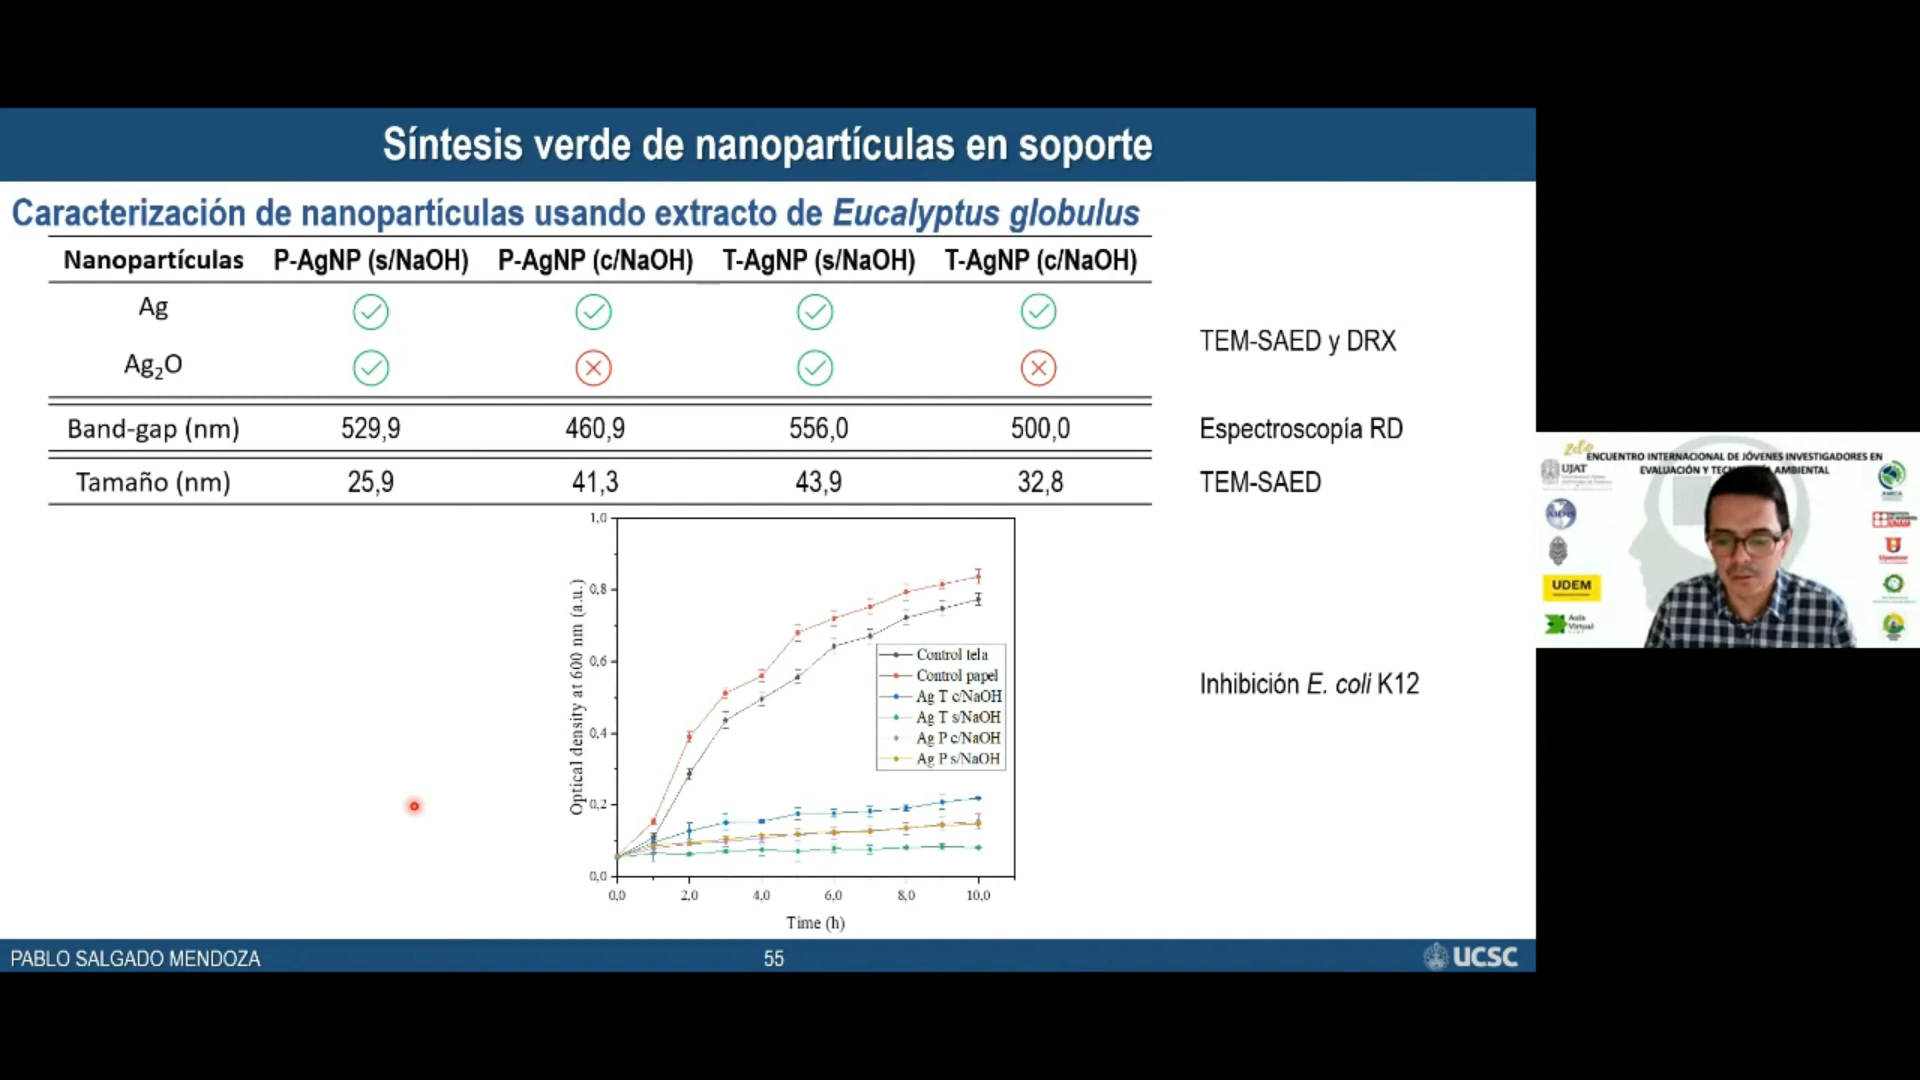 Síntesis verde de nanopartículas en soporte
Caracterización de nanopartículas usando extracto de Eucalyptus globulus
Nanopartículas P-AgNP (s/NaOH) P-AgNP (c/NaOH) T-AgNP (s/NaOH) T-AgNP (c/NaOH)
Ag
Ag₂O
TEM-SAED y DRX
Band-gap (nm) 529,9 460,9 556,0 500,0 Espectroscopía RD
Tamaño (nm) 25,9 41,3 43,9 32,8 TEM-SAED
1,0
0,8
0,6
0,4
0,2
0,0
Optical density at 600 nm (a.u.)
Control tela
Control papel
Ag T c/NaOH
Ag T s/NaOH
Ag P c/NaOH
Ag P s/NaOH
0,0 2,0 4,0 6,0 8,0 10,0
Time (h)
Inhibición E. coli K12
PABLO SALGADO MENDOZA 55 UCSC
2do
ENCUENTRO INTERNACIONAL DE JÓVENES INVESTIGADORES EN
EVALUACIÓN Y AMBIENTAL
UJAT
AIDIS
UDEM
Aula
Virtual
UNAM